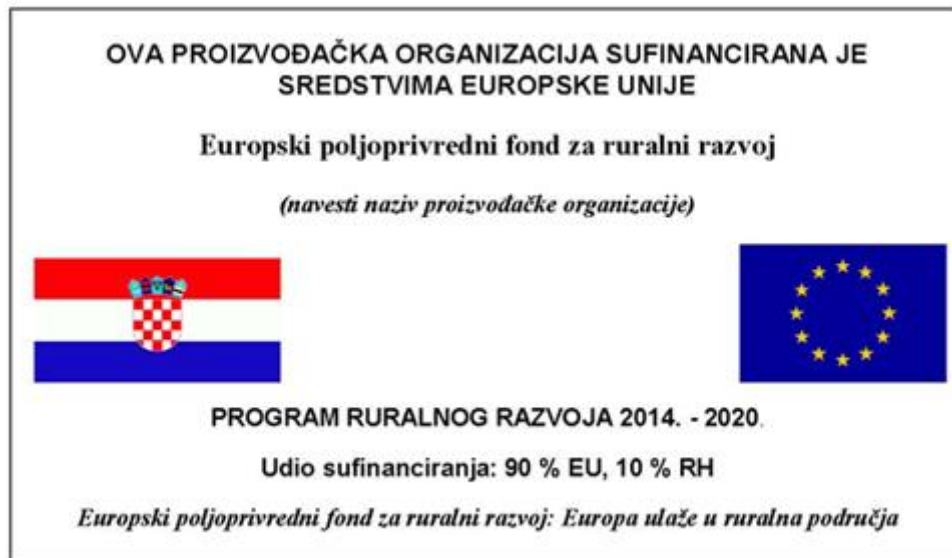 OVA PROIZVOĐAČKA ORGANIZACIJA SUFINANCIRANA JE
SREDSTVIMA EUROPSKE UNIJE
Europski poljoprivredni fond za ruralni razvoj
(navesti naziv proizvođačke organizacije)
PROGRAM RURALNOG RAZVOJA 2014. - 2020.
Udio sufinanciranja: 90 % EU, 10 % RH
Europski poljoprivredni fond za ruralni razvoj: Europa ulaže u ruralna područja